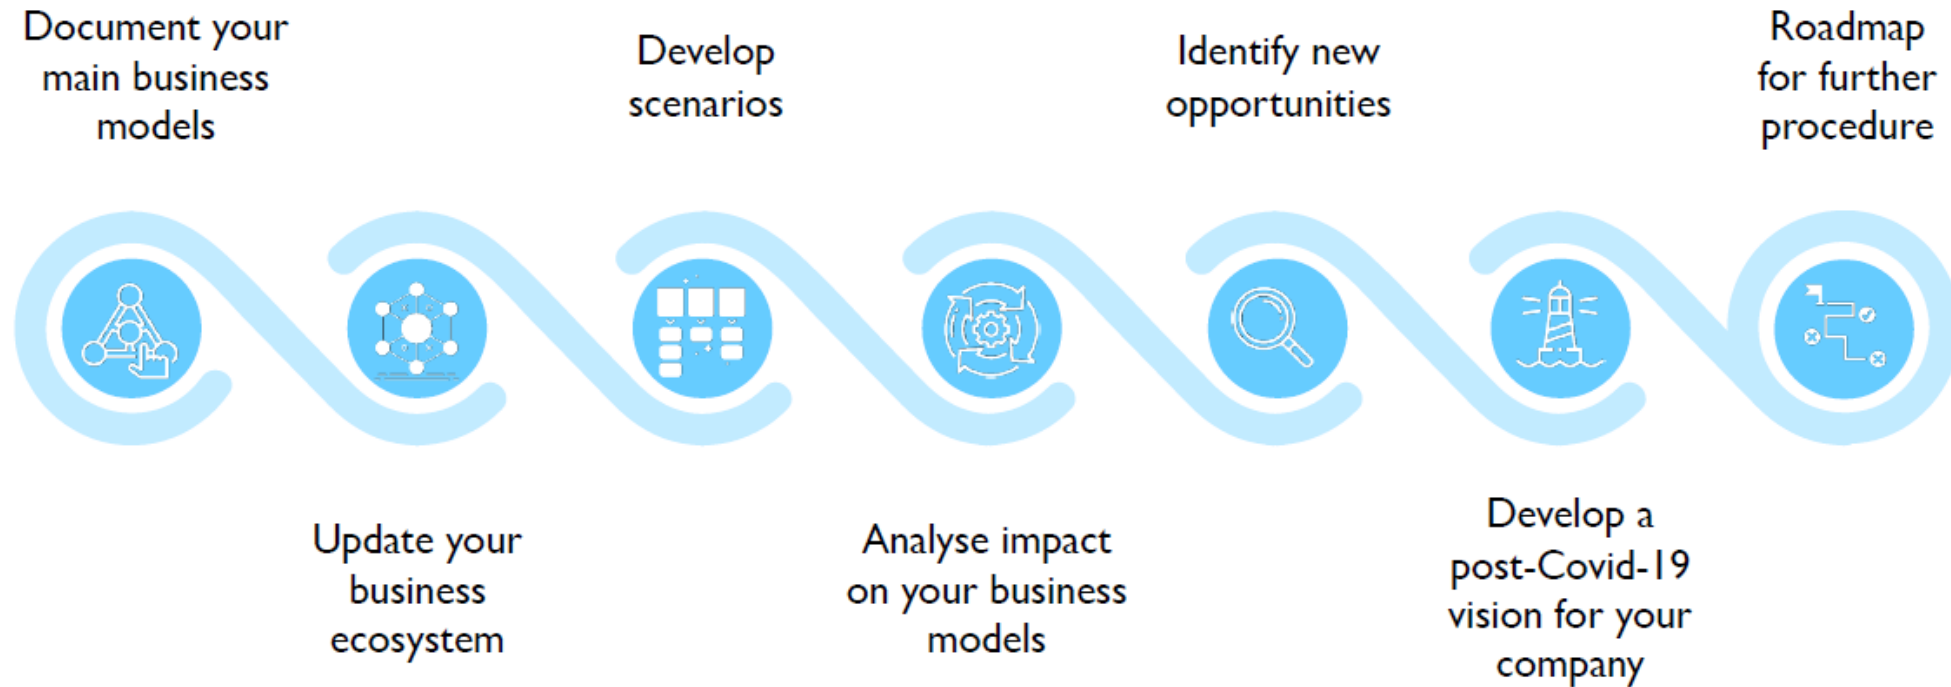 Document your
main business
models
Update your
business
ecosystem
Develop
scenarios
Analyse impact
on your business
models
Identify new
opportunities
Develop a
post-Covid-19
vision for your
company
Roadmap
for further
procedure